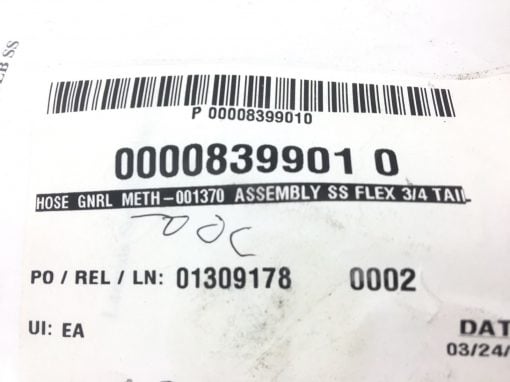 P 00008399010
0000839901 0
HOSE GNRL METH-001370 ASSEMBLY SS FLEX 3/4 TAIL
PO / REL / LN: 01309178 0002
UI: EA
DAT
03/24/